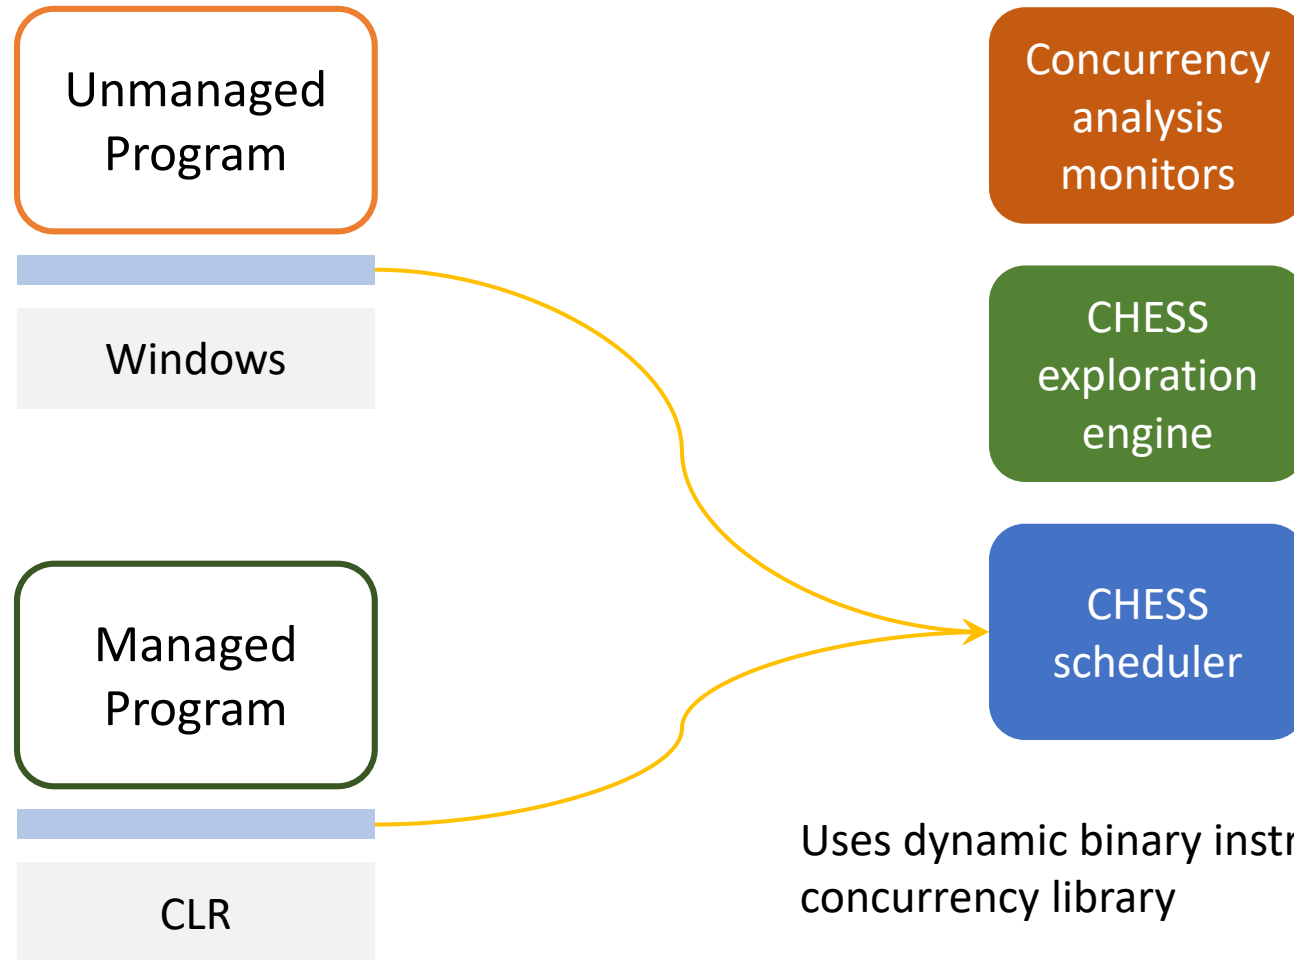 Unmanaged
Program
Windows
Managed
Program
CLR
Concurrency
analysis
monitors
CHESS
exploration
engine
CHESS
scheduler
Uses dynamic binary
concurrency library